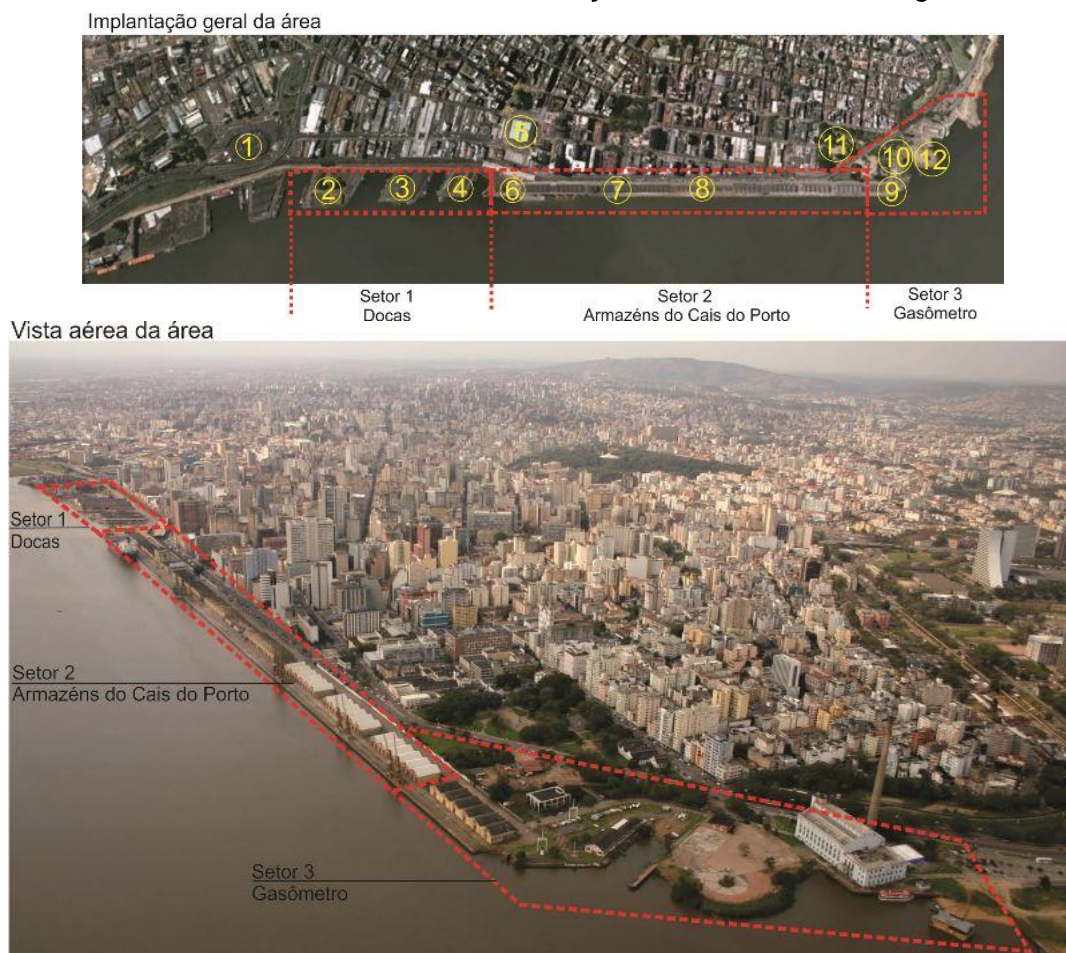 Implantação geral da área
1
2
3
4
5
6
7
8
9
10
11
12
Setor 1
Docas
Setor 2
Armazéns do Cais do Porto
Setor 3
Gasômetro
Vista aérea da área
Setor 1
Docas
Setor 2
Armazéns do Cais do Porto
Setor 3
Gasômetro